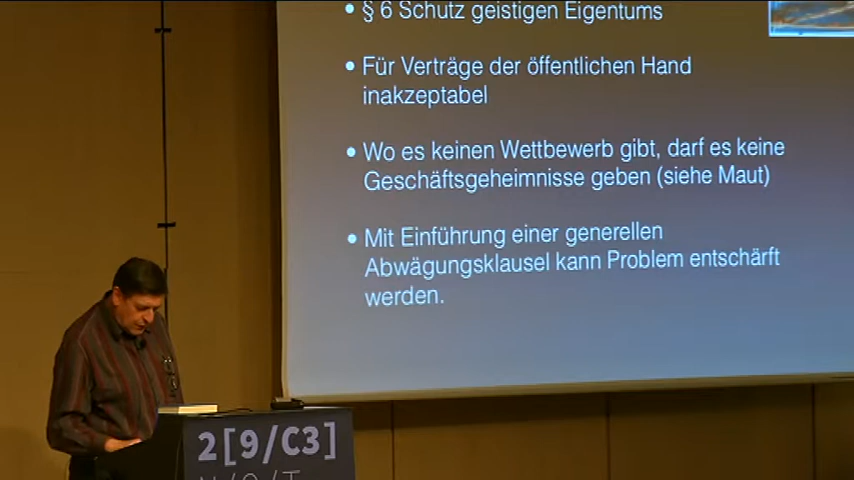 • § 6 Schutz geistigen Eigentums
• Für Verträge der öffentlichen Hand
inakzeptabel
• Wo es keinen Wettbewerb gibt, darf es keine
Geschäftsgeheimnisse geben (siehe Maut)
• Mit Einführung einer generellen
Abwägungsklausel kann Problem entschärft
werden.
2[9/C3]